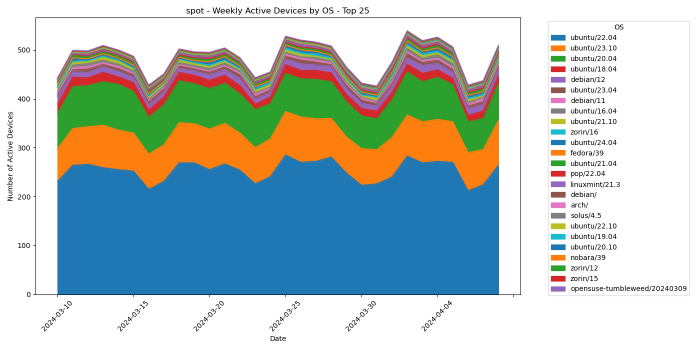 spot - Weekly Active Devices by OS - Top 25
Number of Active Devices
500
400
300
200
100
0
2024-03-10
2024-03-15
2024-03-20
2024-03-25
2024-03-30
2024-04-04
Date
OS
ubuntu/22.04
ubuntu/23.10
ubuntu/20.04
ubuntu/18.04
debian/12
ubuntu/23.04
debian/11
ubuntu/16.04
ubuntu/21.10
zorin/16
ubuntu/24.04
fedora/39
ubuntu/21.04
pop/22.04
linuxmint/21.3
debian/
arch/
solus/4.5
ubuntu/22.10
ubuntu/19.04
ubuntu/20.10
nobara/39
zorin/12
zorin/15
opensuse-tumbleweed/20240309